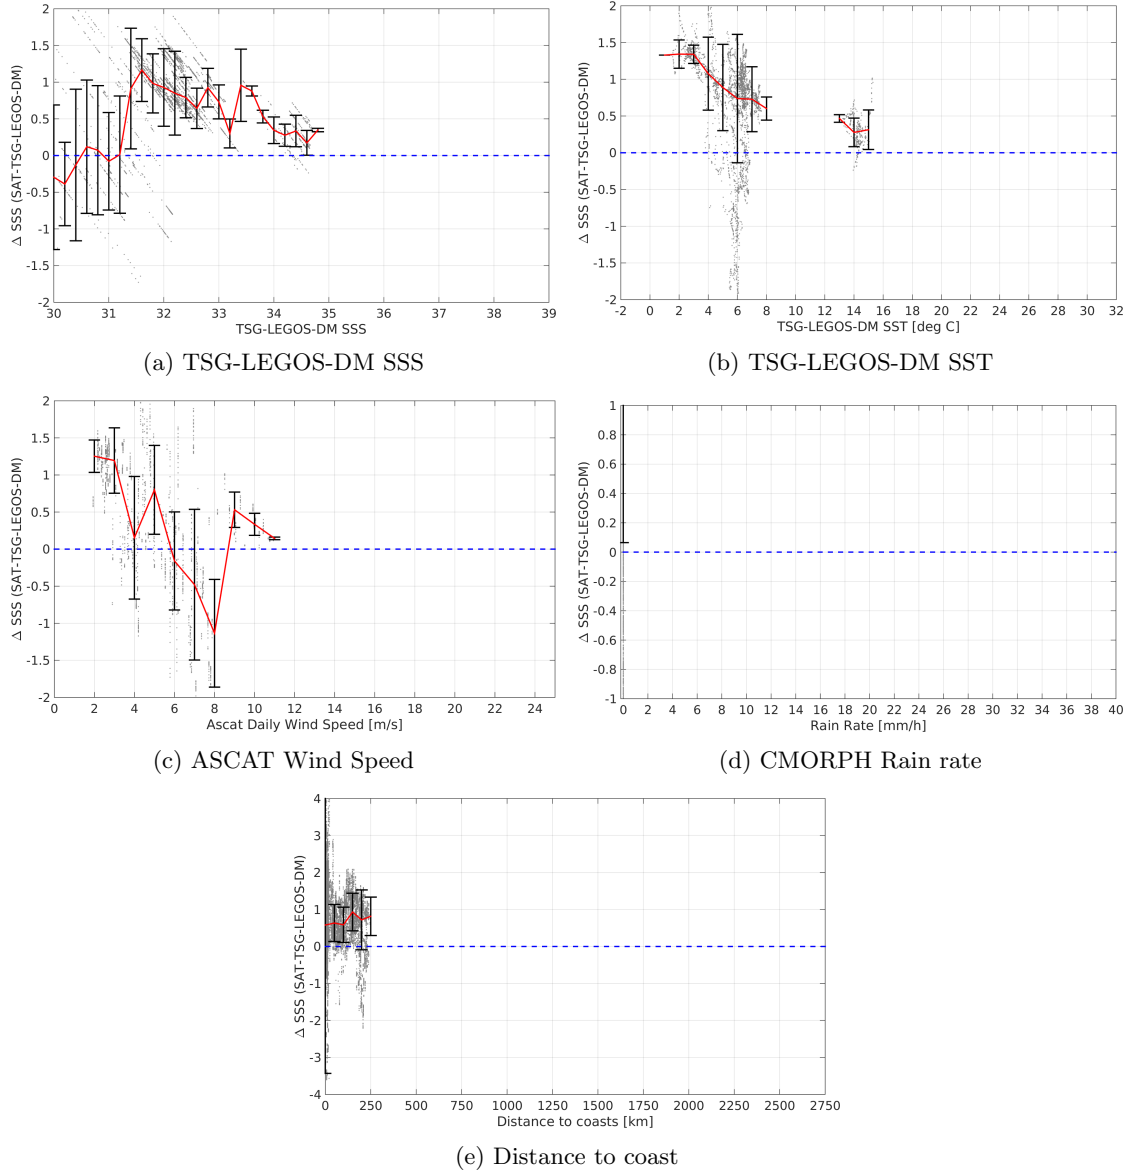 2
1.5
1
0.5
0
-0.5
-1
-1.5
-2
Δ SSS (SAT-TSG-LEGOS-DM)
30 31 32 33 34 35 36 37 38 39
TSG-LEGOS-DM SSS
(a) TSG-LEGOS-DM SSS
2
1.5
1
0.5
0
-0.5
-1
-1.5
-2
Δ SSS (SAT-TSG-LEGOS-DM)
-2 0 2 4 6 8 10 12 14 16 18 20 22 24 26 28 30 32
TSG-LEGOS-DM SST [deg C]
(b) TSG-LEGOS-DM SST
2
1.5
1
0.5
0
-0.5
-1
-1.5
-2
Δ SSS (SAT-TSG-LEGOS-DM)
0 2 4 6 8 10 12 14 16 18 20 22 24
Ascat Daily Wind Speed [m/s]
(c) ASCAT Wind Speed
1
0.8
0.6
0.4
0.2
0
-0.2
-0.4
-0.6
-0.8
-1
Δ SSS (SAT-TSG-LEGOS-DM)
0 2 4 6 8 10 12 14 16 18 20 22 24 26 28 30 32 34 36 38 40
Rain Rate [mm/h]
(d) CMORPH Rain rate
4
3
2
1
0
-1
-2
-3
-4
Δ SSS (SAT-TSG-LEGOS-DM)
0 250 500 750 1000 1250 1500 1750 2000 2250 2500 2750
Distance to coasts [km]
(e) Distance to coast